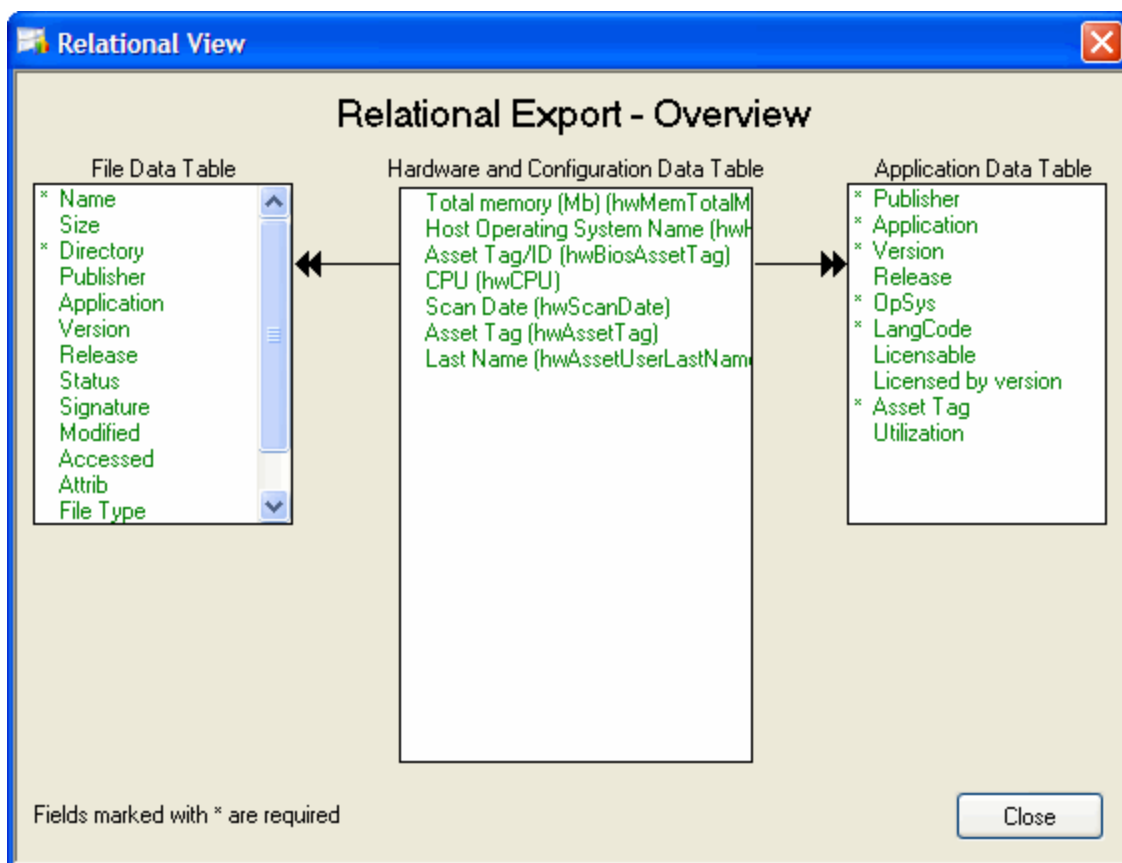 Relational View
Relational Export - Overview
File Data Table
* Name
Size
* Directory
Publisher
Application
Version
Release
Status
Signature
Modified
Accessed
Attrib
File Type
Hardware and Configuration Data Table
Total memory (Mb) (hwMemTotalM
Host Operating System Name (hwH
Asset Tag/ID (hwBiosAssetTag)
CPU (hwCPU)
Scan Date (hwScanDate)
Asset Tag (hwAssetTag)
Last Name (hwAssetUserLastName
Application Data Table
* Publisher
* Application
* Version
Release
* OpSys
* LangCode
Licensable
Licensed by version
* Asset Tag
Utilization
Fields marked with * are required
Close